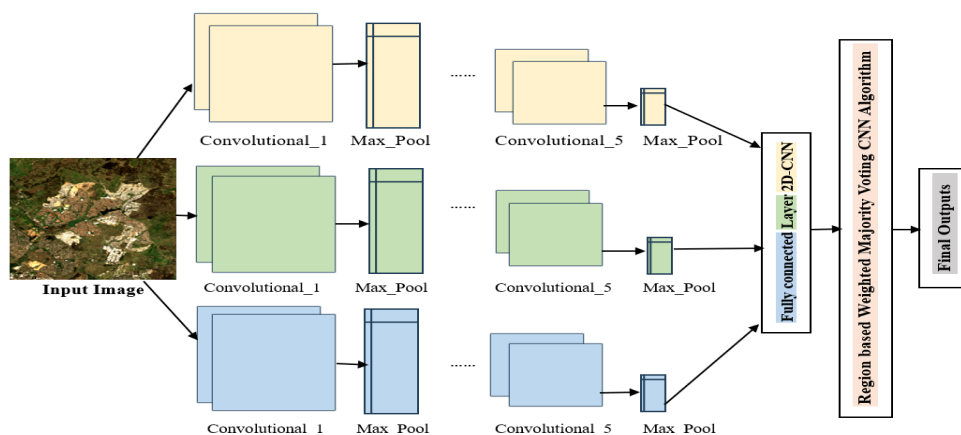 ......
Convolutional_1
Max_Pool
Convolutional_5
Max_Pool
......
Convolutional_1
Max_Pool
Convolutional_5
Max_Pool
Input Image
......
Convolutional_1
Max_Pool
Convolutional_5
Max_Pool
Fully connected Layer 2D-CNN
Region based Weighted Majority Voting CNN Algorithm
Final Outputs